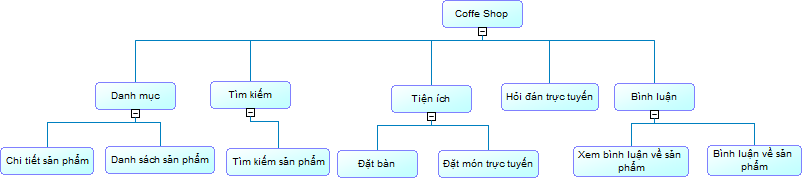 Coffe Shop
Danh mục
Tìm kiếm
Tiện ích
Hỏi đán trực tuyến
Bình luận
Chi tiết sản phẩm
Danh sách sản phẩm
Tìm kiếm sản phẩm
Đặt bàn
Đặt món trực tuyến
Xem bình luận về sản
phẩm
Bình luận về sản
phẩm